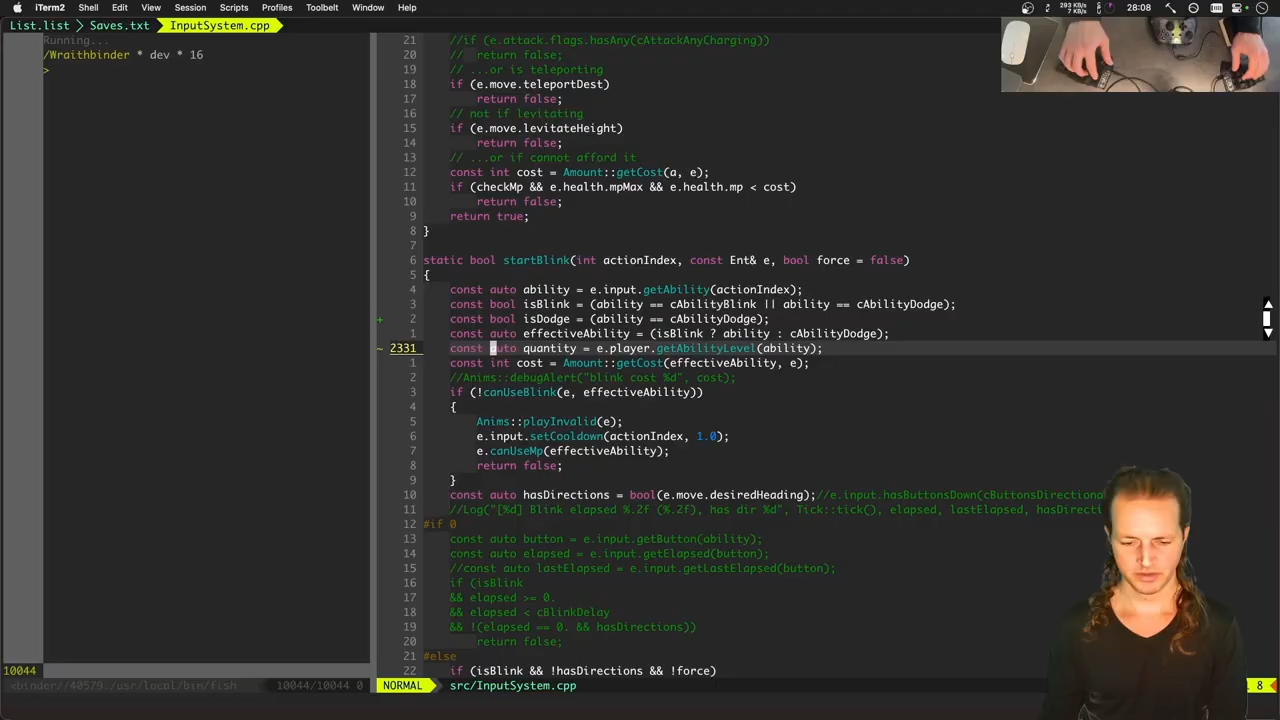 iTerm2 Shell Edit View Session Scripts Profiles Toolbelt Window Help 293 KB/s 7 KB/s 28:08
List.list Saves.txt InputSystem.cpp
Running...
/Wraithbinder * dev * 16
>
21 //if (e.attack.flags.hasAny(cAttackAnyCharging))
20 // return false;
19 // ...or is teleporting
18 if (e.move.teleportDest)
17 return false;
16 // not if levitating
15 if (e.move.levitateHeight)
14 return false;
13 // ...or if cannot afford it
12 const int cost = Amount::getCost(a, e);
11 if (checkMp && e.health.mpMax && e.health.mp < cost)
10 return false;
9 return true;
8 }
7
6 static bool startBlink(int actionIndex, const Ent& e, bool force = false)
5 {
4 const auto ability = e.input.getAbility(actionIndex);
3 const bool isBlink = (ability == cAbilityBlink || ability == cAbilityDodge);
+ 2 const bool isDodge = (ability == cAbilityDodge);
1 const auto effectiveAbility = (isBlink ? ability : cAbilityDodge);
~ 2331 const auto quantity = e.player.getAbilityLevel(ability);
1 const int cost = Amount::getCost(effectiveAbility, e);
2 //Anims::debugAlert("blink cost %d", cost);
3 if (!canUseBlink(e, effectiveAbility))
4 {
5 Anims::playInvalid(e);
6 e.input.setCooldown(actionIndex, 1.0);
7 e.canUseMp(effectiveAbility);
8 return false;
9 }
10 const auto hasDirections = bool(e.move.desiredHeading);//e.input.hasButtonsDown(cButtonsDirectiona
11 //Log("[%d] Blink elapsed %.2f (%.2f), has dir %d", Tick::tick(), elapsed, lastElapsed, hasDirecti
12 #if 0
13 const auto button = e.input.getButton(ability);
14 const auto elapsed = e.input.getElapsed(button);
15 //const auto lastElapsed = e.input.getLastElapsed(button);
16 if (isBlink
17 && elapsed >= 0.
18 && elapsed < cBlinkDelay
19 && !(elapsed == 0. && hasDirections))
20 return false;
21 #else
22 if (isBlink && !hasDirections && !force)
10044
<binder//40579./usr/local/bin/fish 10044/10044 0 NORMAL src/InputSystem.cpp 8